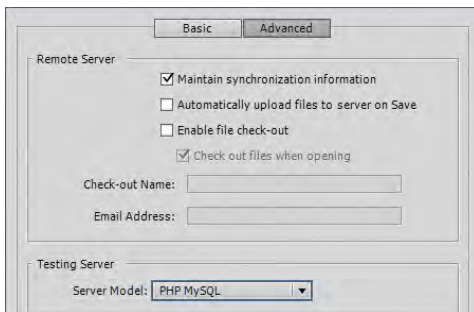 Basic Advanced
Remote Server
Maintain synchronization information
Automatically upload files to server on Save
Enable file check-out
Check out files when opening
Check-out Name:
Email Address:
Testing Server
Server Model: PHP MySQL